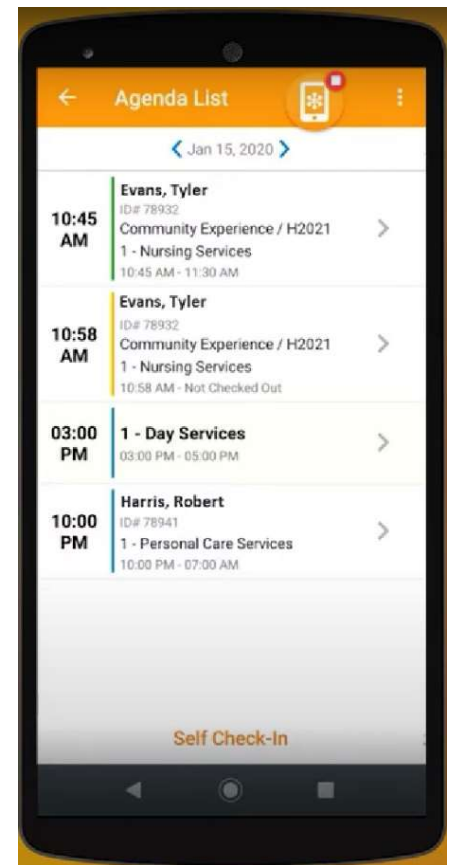 Agenda List
Jan 15, 2020
10:45 AM
Evans, Tyler
ID# 78932
Community Experience / H2021
1 - Nursing Services
10:45 AM - 11:30 AM
10:58 AM
Evans, Tyler
ID# 78932
Community Experience / H2021
1 - Nursing Services
10:58 AM - Not Checked Out
03:00 PM
1 - Day Services
03:00 PM - 05:00 PM
10:00 PM
Harris, Robert
ID# 78941
1 - Personal Care Services
10:00 PM - 07:00 AM
Self Check-In